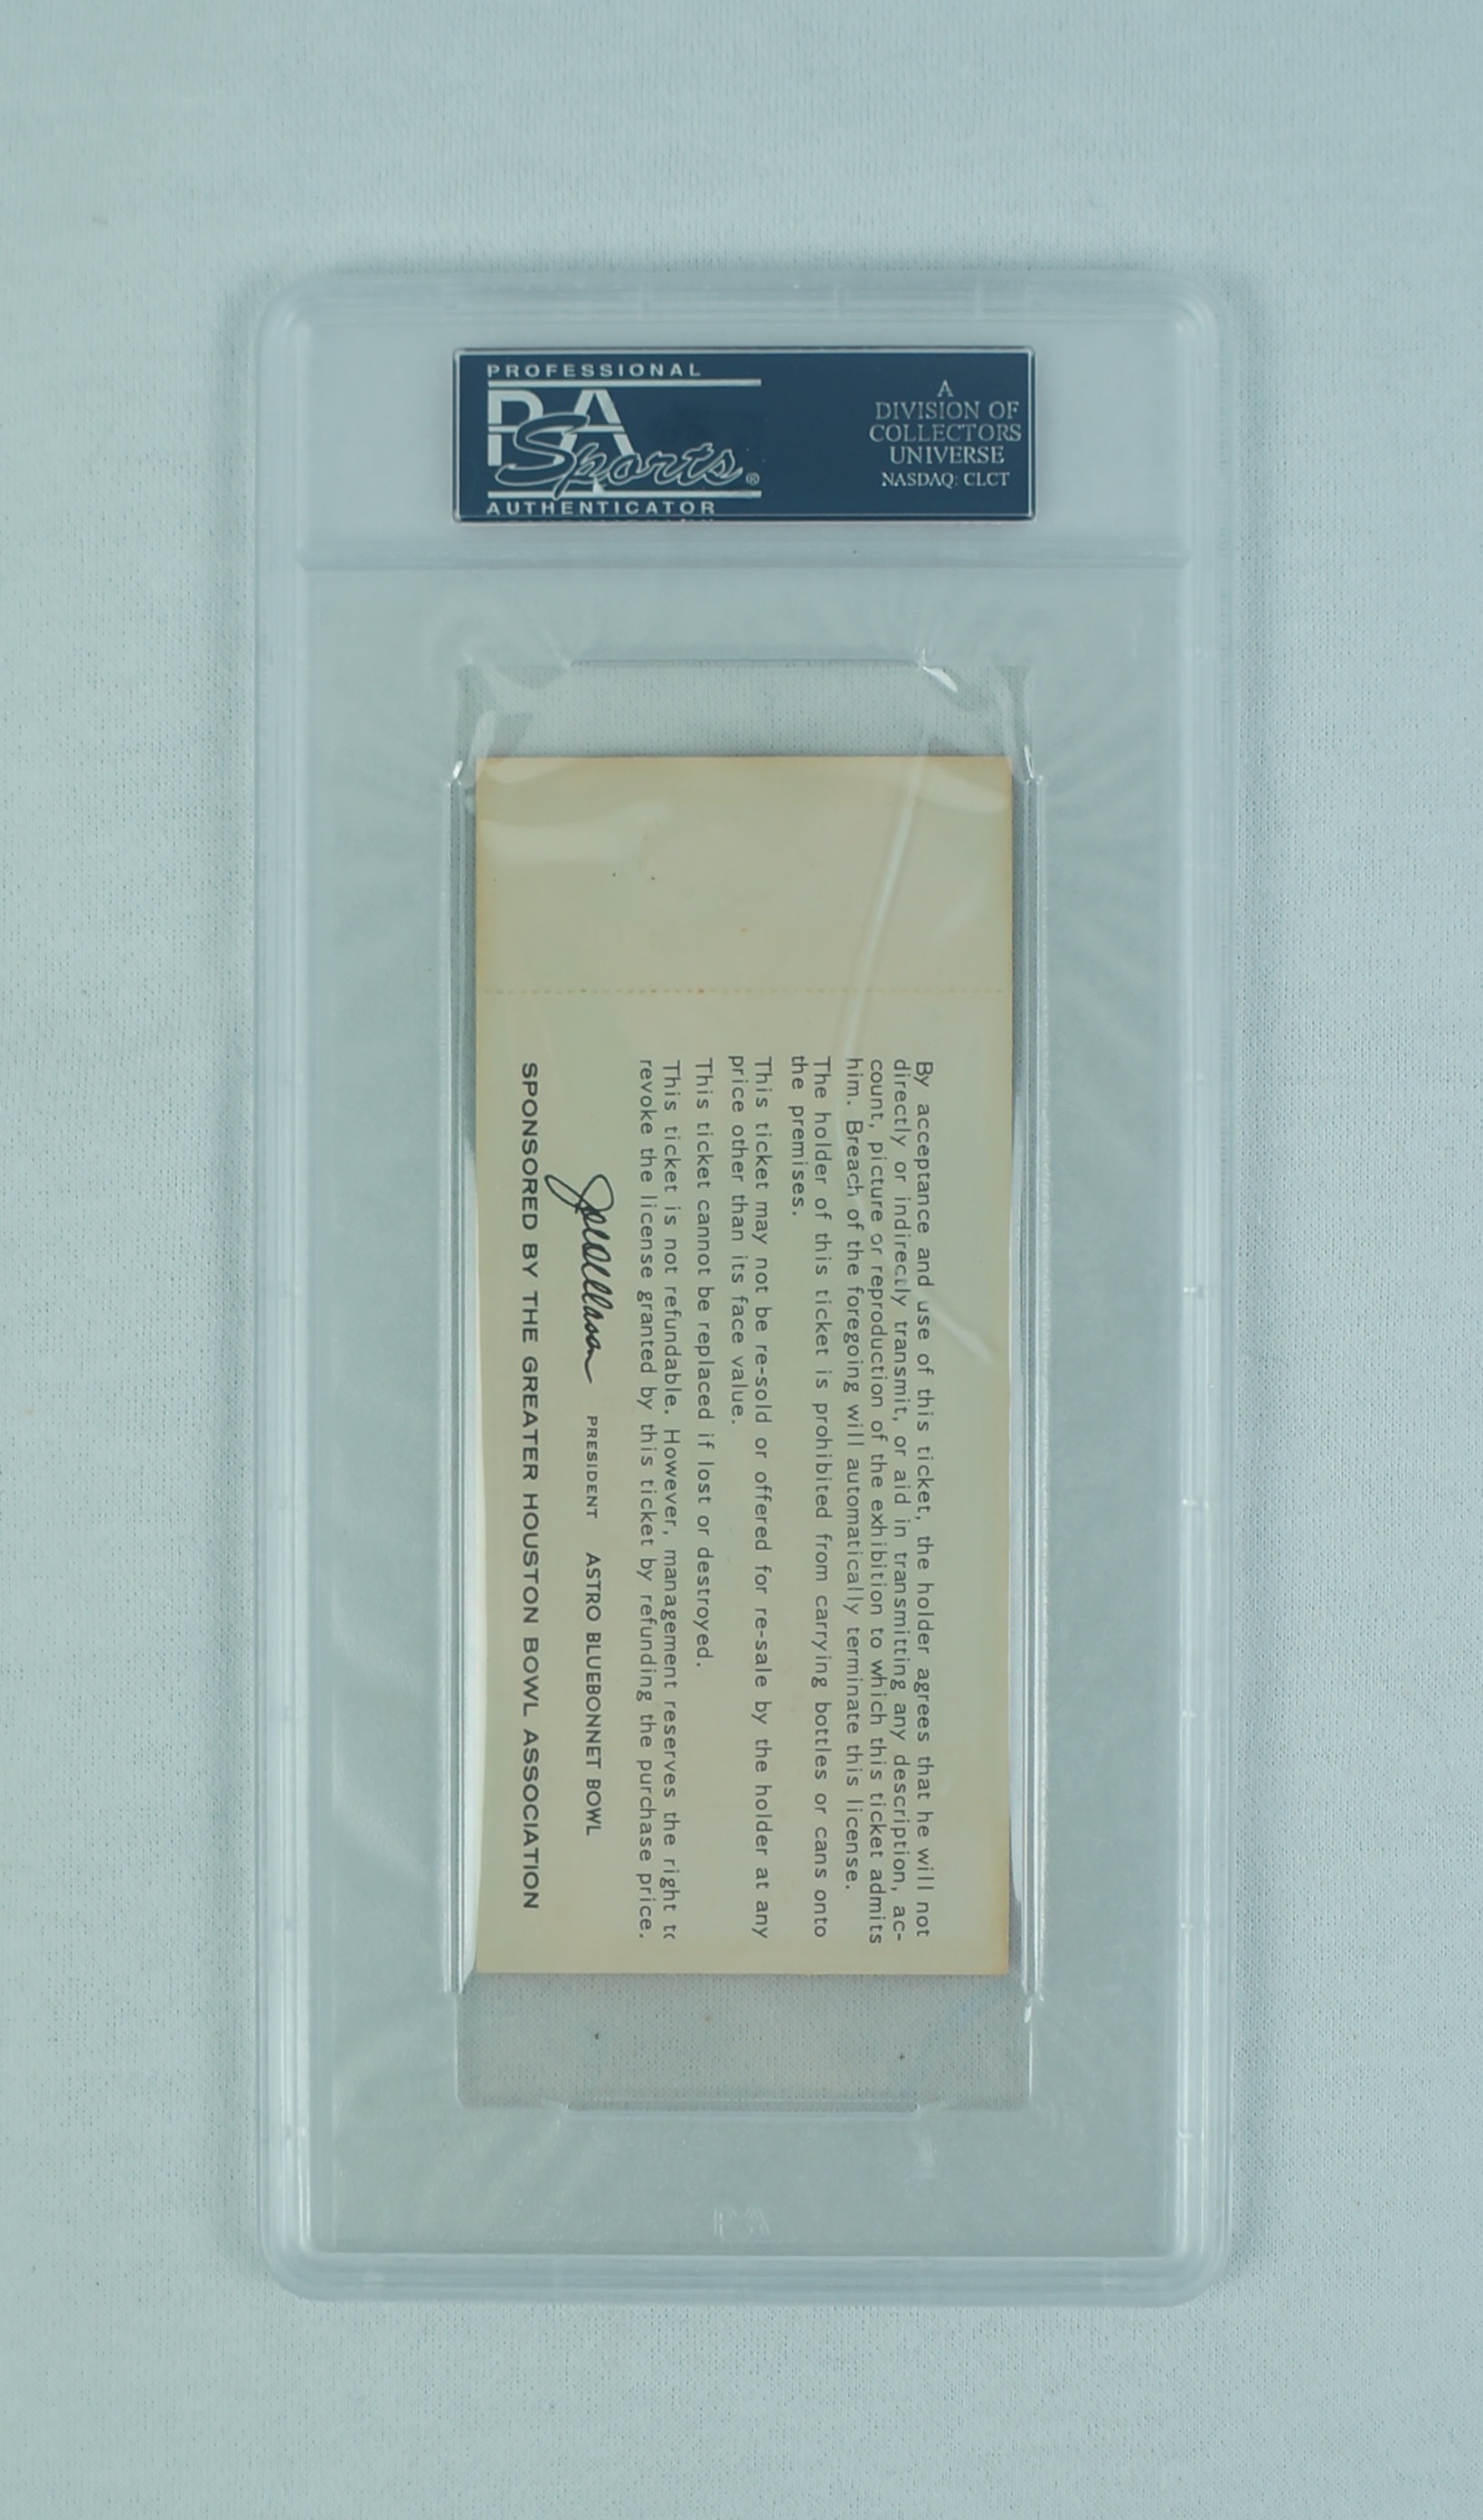 PROFESSIONAL
PSA
Sports®
AUTHENTICATOR
A
DIVISION OF
COLLECTORS
UNIVERSE
NASDAQ: CLCT
By acceptance and use of this ticket, the holder agrees that he will not
directly or indirectly transmit, or aid in transmitting any description, ac-
count, picture or reproduction of the exhibition to which this ticket admits
him. Breach of the foregoing will automatically terminate this license.
The holder of this ticket is prohibited from carrying bottles or cans onto
the premises.
This ticket may not be re-sold or offered for re-sale by the holder at any
price other than its face value.
This ticket cannot be replaced if lost or destroyed.
This ticket is not refundable. However, management reserves the right to
revoke the license granted by this ticket by refunding the purchase price.
PRESIDENT ASTRO BLUEBONNET BOWL
SPONSORED BY THE GREATER HOUSTON BOWL ASSOCIATION